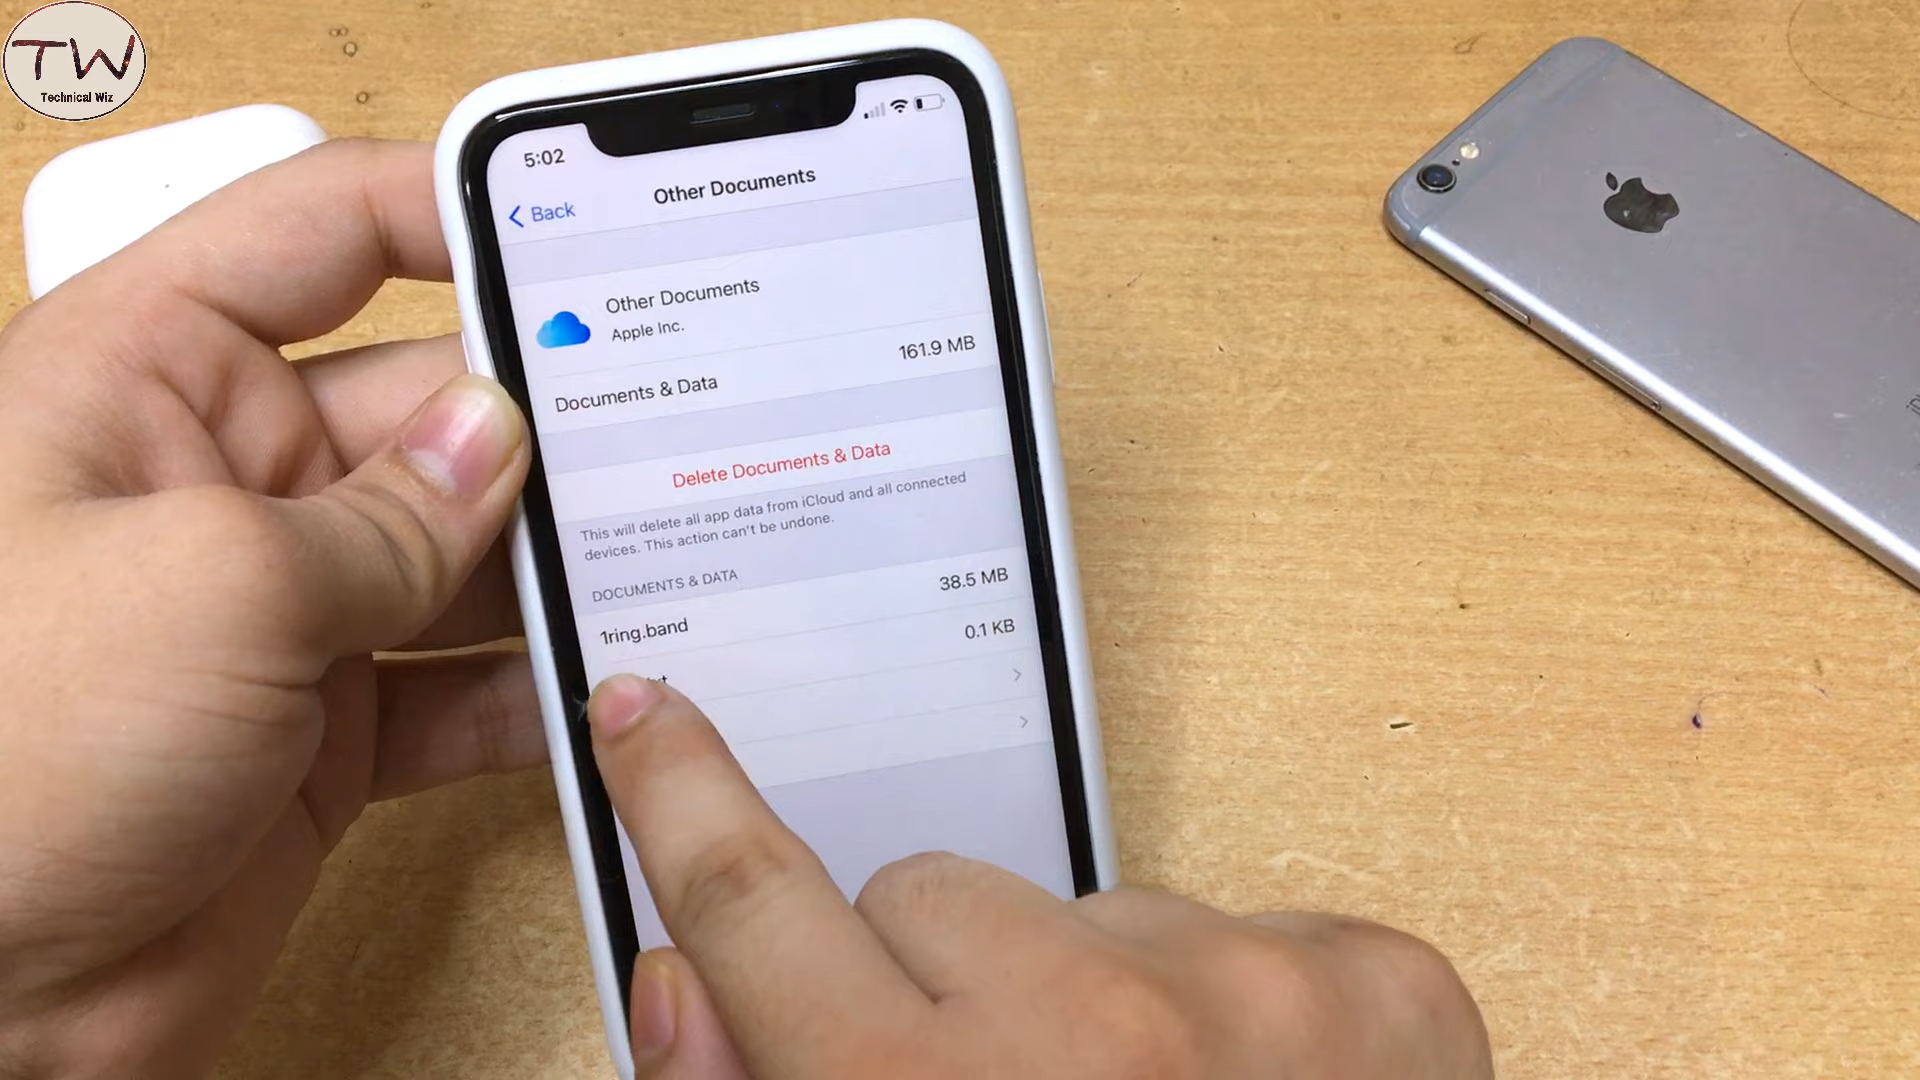 TW
Technical Wiz
5:02
Back
Other Documents
Other Documents
Apple Inc.
Documents & Data
161.9 MB
Delete Documents & Data
This will delete all app data from iCloud and all connected
devices. This action can't be undone.
DOCUMENTS & DATA
1ring.band
38.5 MB
0.1 KB